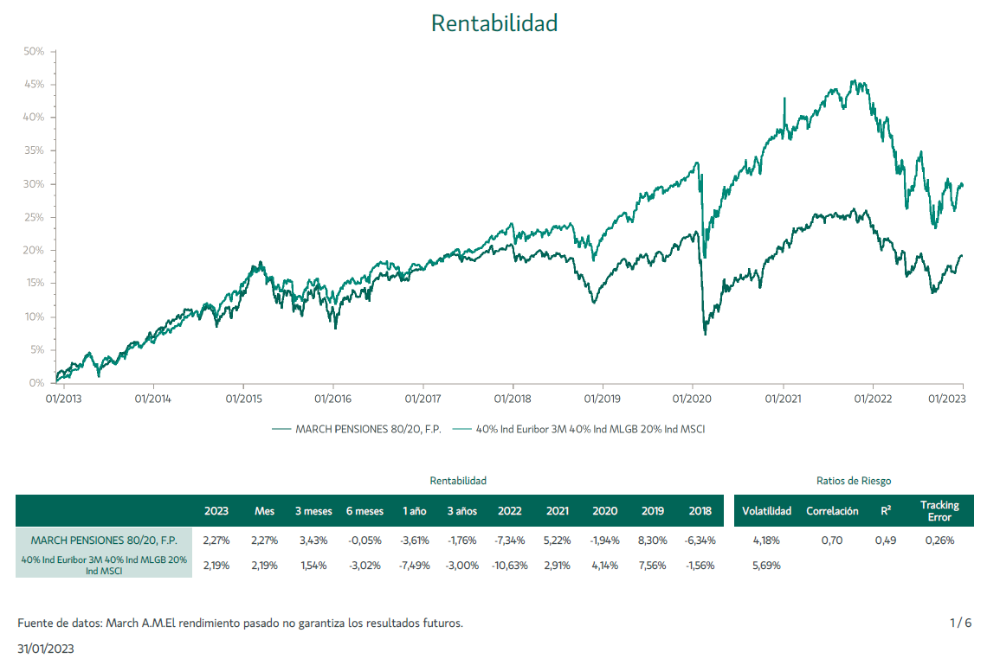 Rentabilidad
50%
45%
40%
35%
30%
25%
20%
15%
10%
5%
0%
01/2013 01/2014 01/2015 01/2016 01/2017 01/2018 01/2019 01/2020 01/2021 01/2022 01/2023
MARCH PENSIONES 80/20, F.P. 40% Ind Euribor 3M 40% Ind MLGB 20% Ind MSCI
Rentabilidad Ratios de Riesgo
2023 Mes 3 meses 6 meses 1 año 3 años 2022 2021 2020 2019 2018 Volatilidad Correlación R² Tracking
Error
MARCH PENSIONES 80/20, F.P. 2,27% 2,27% 3,43% -0,05% -3,61% -1,76% -7,34% 5,22% -1,94% 8,30% -6,34% 4,18% 0,70 0,49 0,26%
40% Ind Euribor 3M 40% Ind MLGB 20%
Ind MSCI 2,19% 2,19% 1,54% -3,02% -7,49% -3,00% -10,63% 2,91% 4,14% 7,56% -1,56% 5,69%
Fuente de datos: March A.M.El rendimiento pasado no garantiza los resultados futuros. 1 / 6
31/01/2023